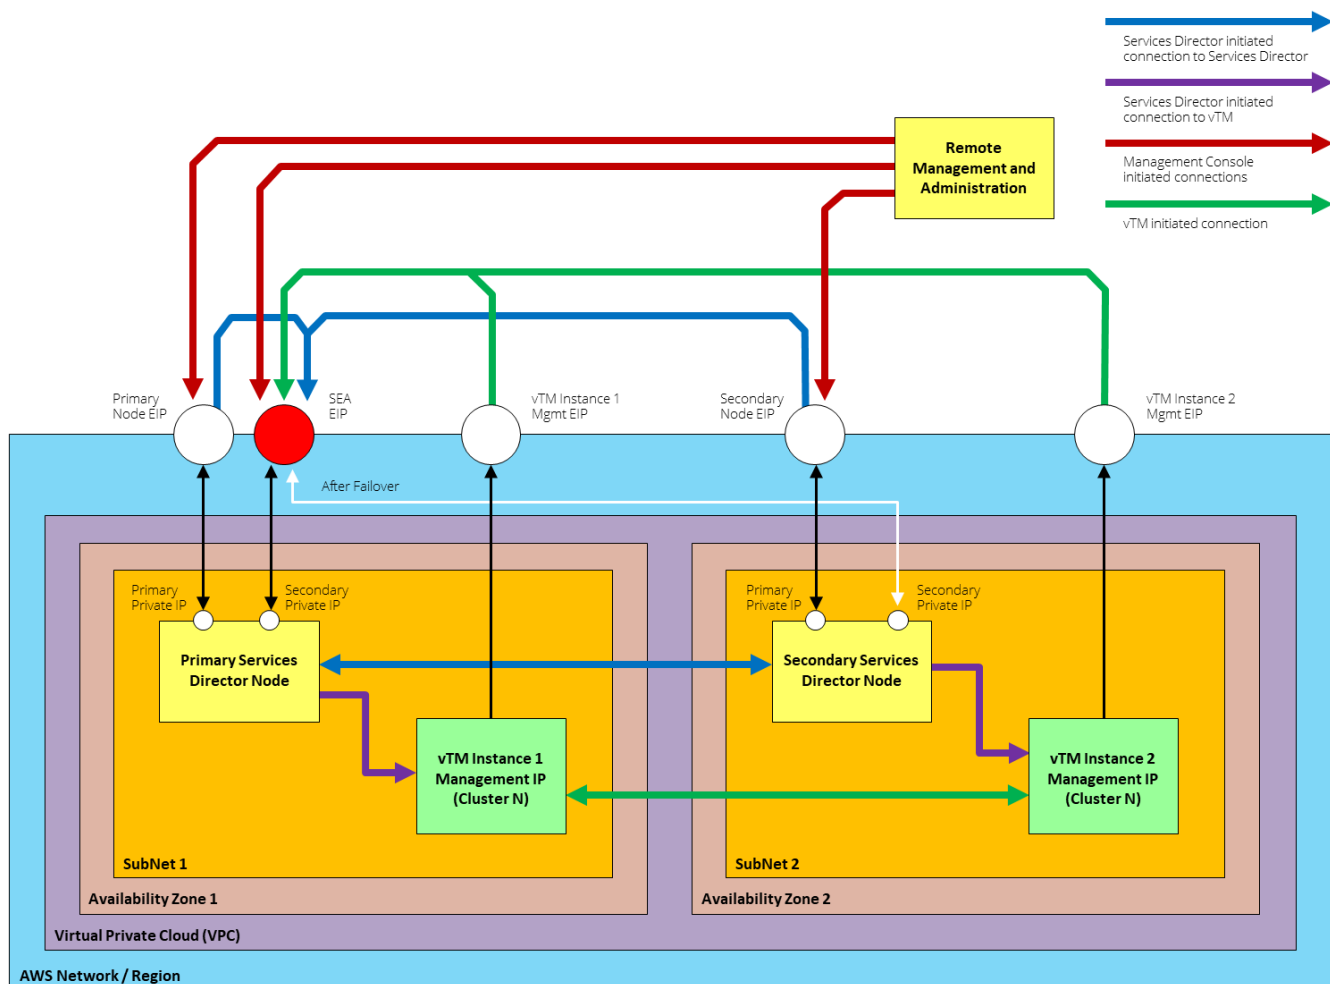 Services Director initiated
connection to Services Director
Services Director initiated
connection to vTM
Management Console
initiated connections
vTM initiated connection
Remote
Management and
Administration
Primary
Node EIP
SEA
EIP
vTM Instance 1
Mgmt EIP
Secondary
Node EIP
vTM Instance 2
Mgmt EIP
After Failover
Primary
Private IP
Secondary
Private IP
Primary
Private IP
Secondary
Private IP
Primary Services
Director Node
Secondary Services
Director Node
vTM Instance 1
Management IP
(Cluster N)
vTM Instance 2
Management IP
(Cluster N)
SubNet 1
SubNet 2
Availability Zone 1
Availability Zone 2
Virtual Private Cloud (VPC)
AWS Network / Region